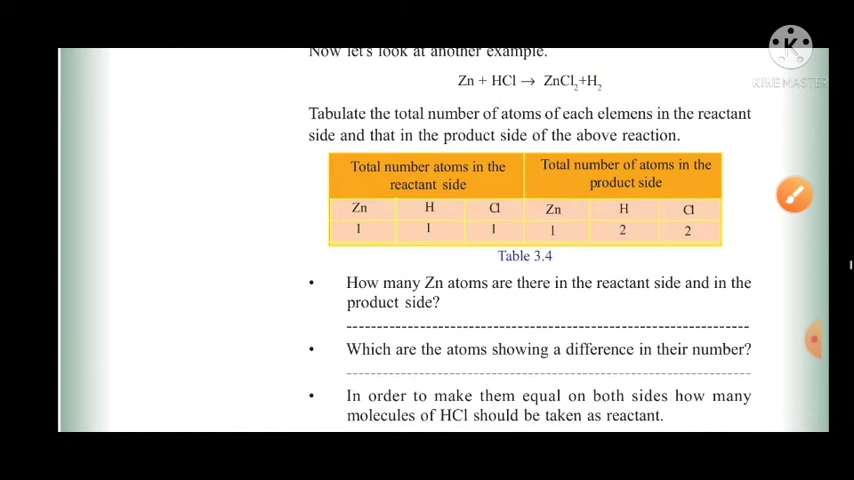 Now let's look at another example.
Zn + HCl → ZnCl₂+H₂
Tabulate the total number of atoms of each elemens in the reactant
side and that in the product side of the above reaction.
Total number atoms in the
reactant side
Total number of atoms in the
product side
Zn H Cl Zn H Cl
1 1 1 1 2 2
Table 3.4
• How many Zn atoms are there in the reactant side and in the
product side?
• Which are the atoms showing a difference in their number?
• In order to make them equal on both sides how many
molecules of HCl should be taken as reactant.
K
KINEMASTER